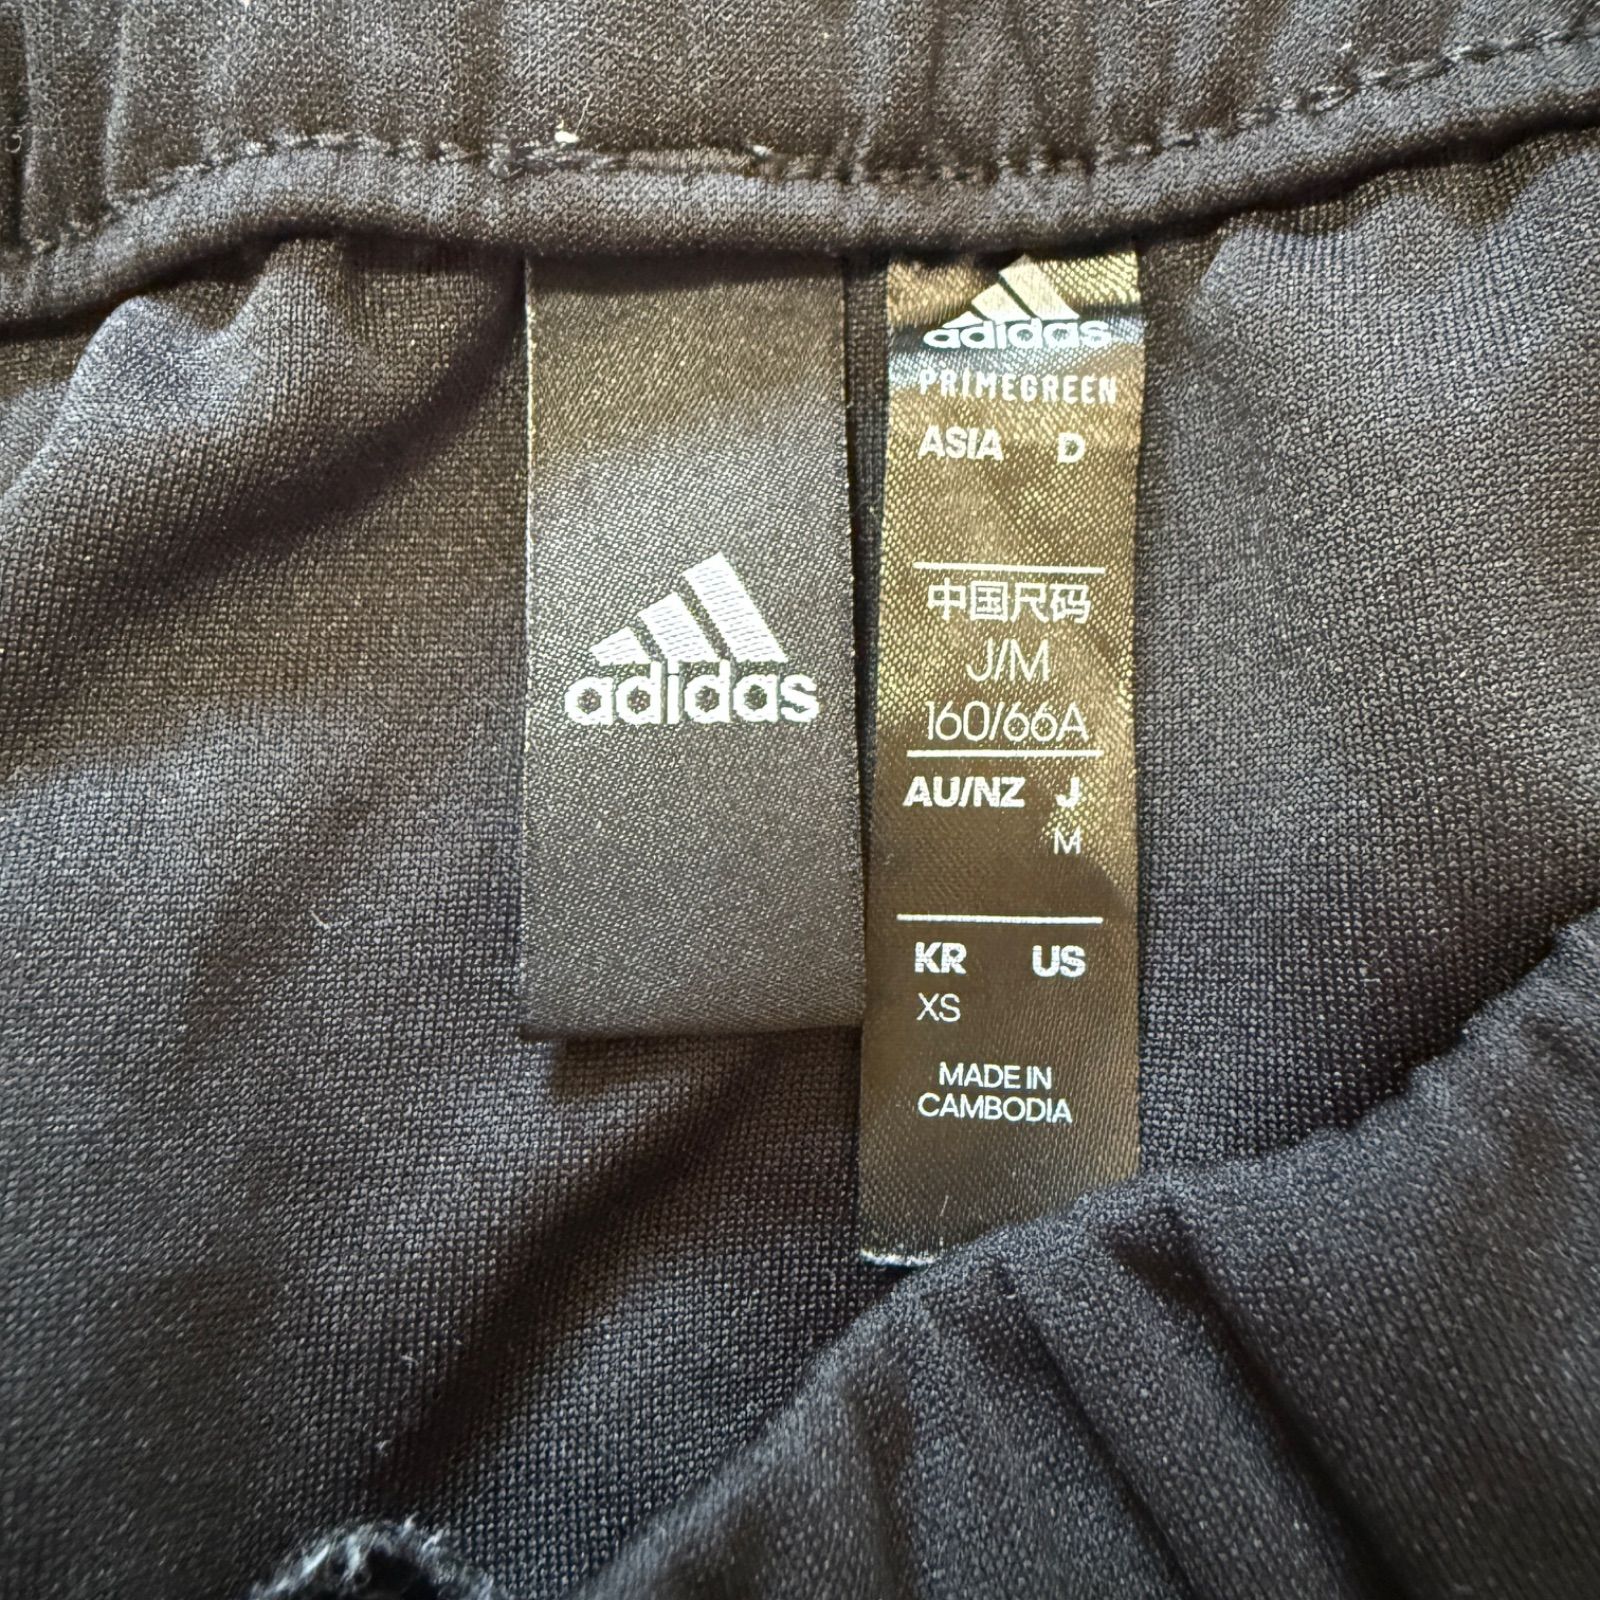 adidas
adidas
PRIMEGREEN
ASIA D
中国尺码
J/M
160/66A
AU/NZ J
M
KR US
XS
MADE IN
CAMBODIA